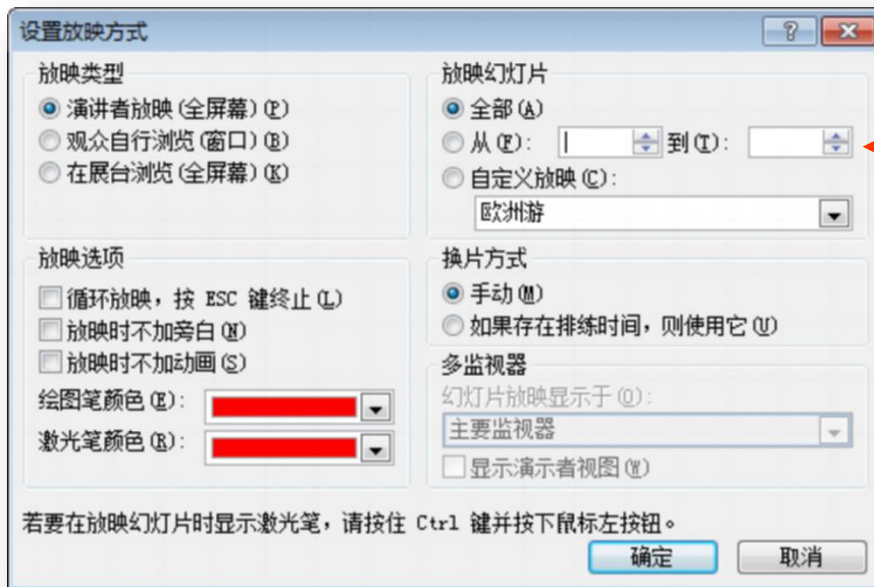 设置放映方式
放映类型
演讲者放映(全屏幕)(P)
观众自行浏览(窗口)(B)
在展台浏览(全屏幕)(K)
放映幻灯片
全部(A)
从(F): 到(T):
自定义放映(C):
欧洲游
放映选项
循环放映，按 ESC 键终止(L)
放映时不加旁白(N)
放映时不加动画(S)
绘图笔颜色(E):
激光笔颜色(R):
换片方式
手动(M)
如果存在排练时间，则使用它(U)
多监视器
幻灯片放映显示于(O):
主要监视器
显示演示者视图(W)
若要在放映幻灯片时显示激光笔，请按住 Ctrl 键并按下鼠标左按钮。
确定 取消